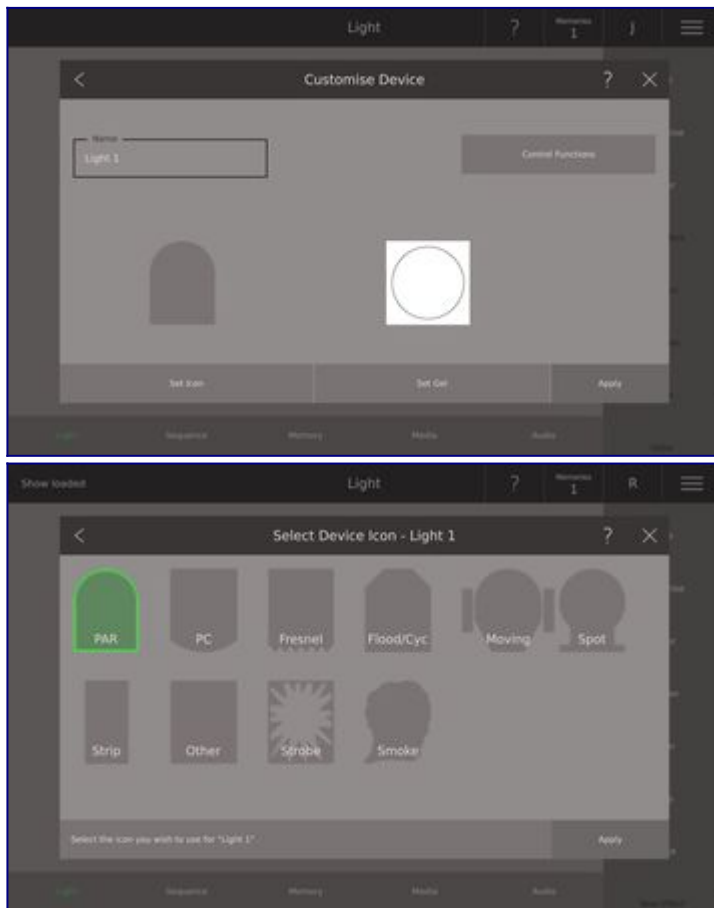 Light ? Memories 1 J
< Customise Device ? X
Name
Light 1
Control Functions
Set Icon Set Gel Apply
Light Sequence Memory Media Audio
Show loaded Light ? Memories 1 R
< Select Device Icon - Light 1 ? X
PAR PC Fresnel Flood/Cyc Moving Spot
Strip Other Strobe Smoke
Select the icon you wish to use for "Light 1" Apply
Light Sequence Memory Media Audio